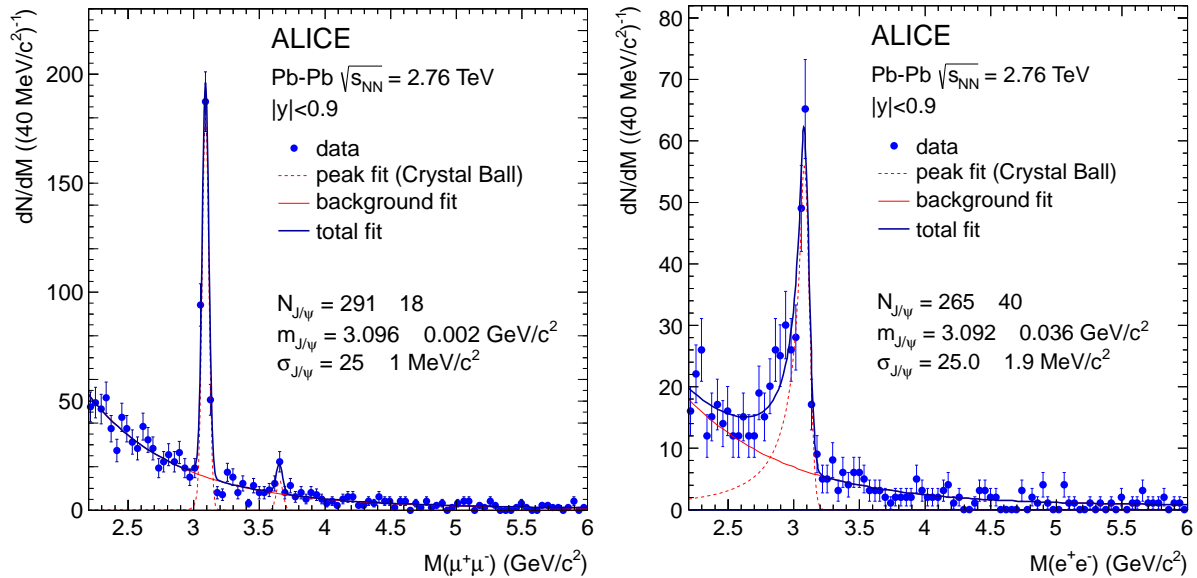 ALICE
Pb-Pb √sNN = 2.76 TeV
|y|<0.9
data
peak fit (Crystal Ball)
background fit
total fit
NJ/ψ = 291 18
mJ/ψ = 3.096 0.002 GeV/c²
σJ/ψ = 25 1 MeV/c²
dN/dM ((40 MeV/c²)⁻¹
200
150
100
50
0
2.5 3 3.5 4 4.5 5 5.5 6
M(μ⁺μ⁻) (GeV/c²)
ALICE
Pb-Pb √sNN = 2.76 TeV
|y|<0.9
data
peak fit (Crystal Ball)
background fit
total fit
NJ/ψ = 265 40
mJ/ψ = 3.092 0.036 GeV/c²
σJ/ψ = 25.0 1.9 MeV/c²
dN/dM ((40 MeV/c²)⁻¹
80
70
60
50
40
30
20
10
0
2.5 3 3.5 4 4.5 5 5.5 6
M(e⁺e⁻) (GeV/c²)